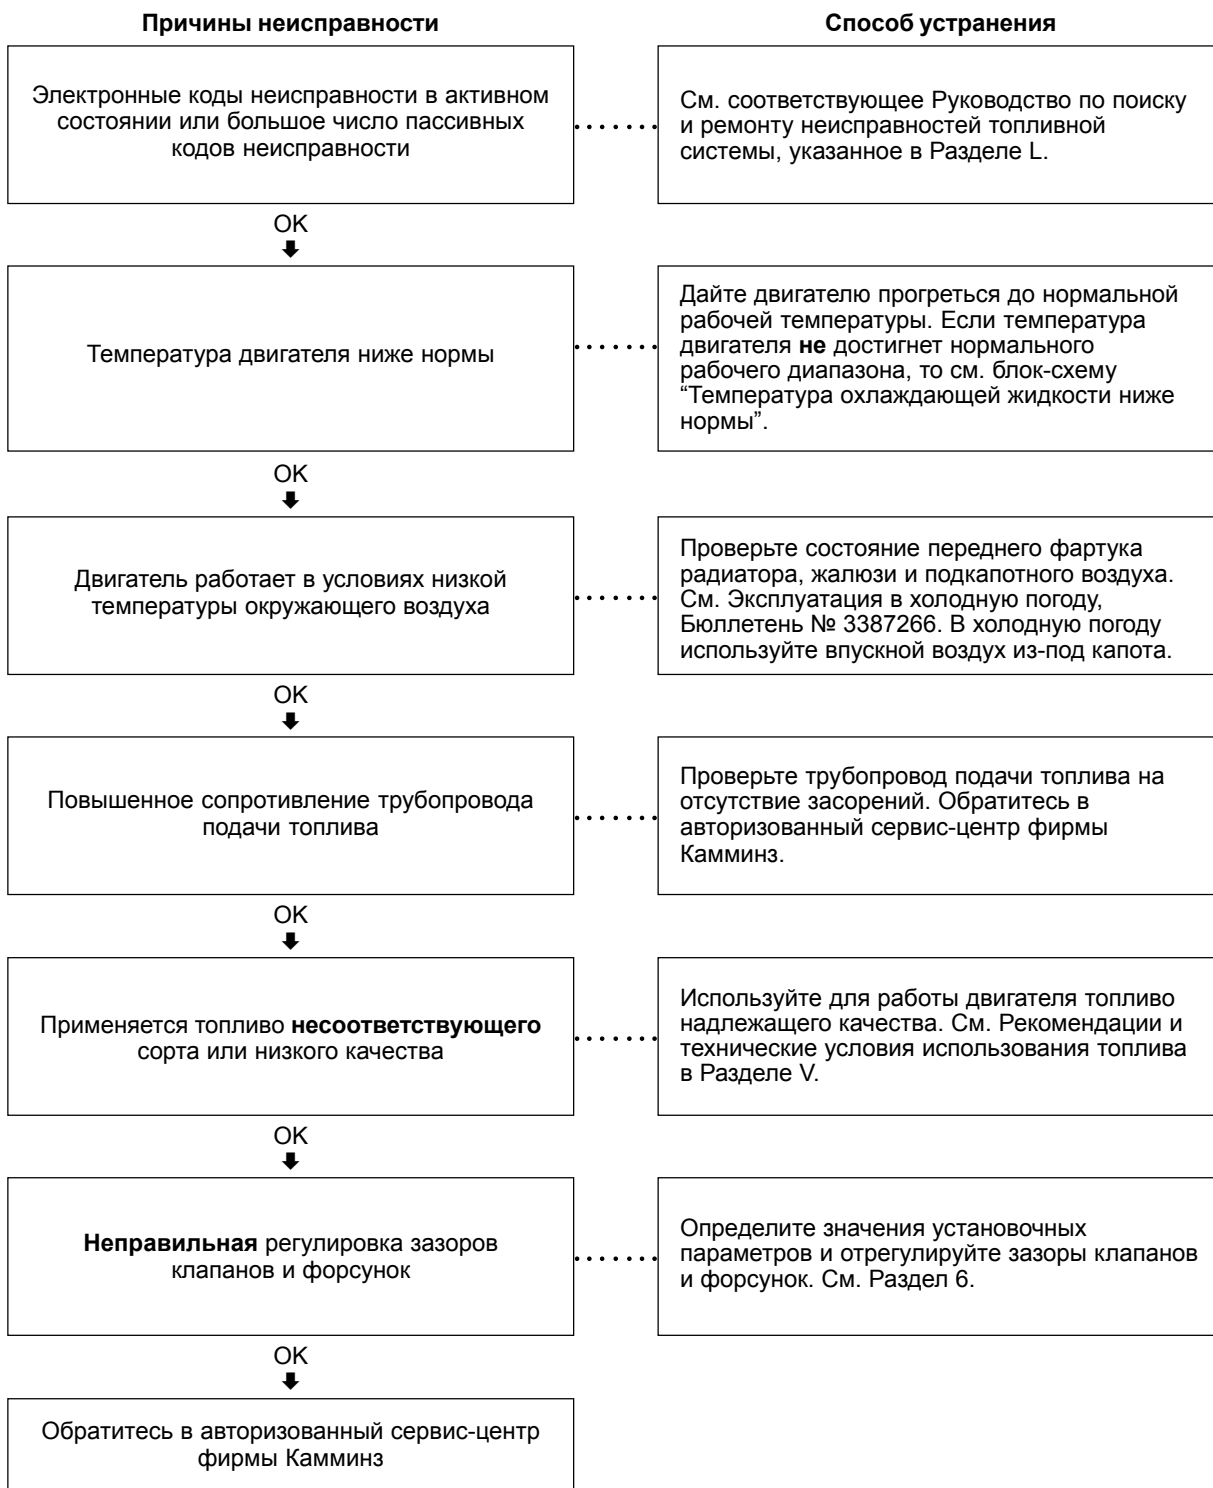 Причины неисправности
Способ устранения
Электронные коды неисправности в активном
состоянии или большое число пассивных
кодов неисправности
См. соответствующее Руководство по поиску
и ремонту неисправностей топливной
системы, указанное в Разделе L.
OK
Температура двигателя ниже нормы
Дайте двигателю прогреться до нормальной
рабочей температуры. Если температура
двигателя не достигнет нормального
рабочего диапазона, то см. блок-схему
“Температура охлаждающей жидкости ниже
нормы”.
OK
Двигатель работает в условиях низкой
температуры окружающего воздуха
Проверьте состояние переднего фартука
радиатора, жалюзи и подкапотного воздуха.
См. Эксплуатация в холодную погоду,
Бюллетень № 3387266. В холодную погоду
используйте впускной воздух из-под капота.
OK
Повышенное сопротивление трубопровода
подачи топлива
Проверьте трубопровод подачи топлива на
отсутствие засорений. Обратитесь в
авторизованный сервис-центр фирмы
Камминз.
OK
Применяется топливо несоответствующего
сорта или низкого качества
Используйте для работы двигателя топливо
надлежащего качества. См. Рекомендации и
технические условия использования топлива
в Разделе V.
OK
Неправильная регулировка зазоров
клапанов и форсунок
Определите значения установочных
параметров и отрегулируйте зазоры клапанов
и форсунок. См. Раздел 6.
OK
Обратитесь в авторизованный сервис-центр
фирмы Камминз